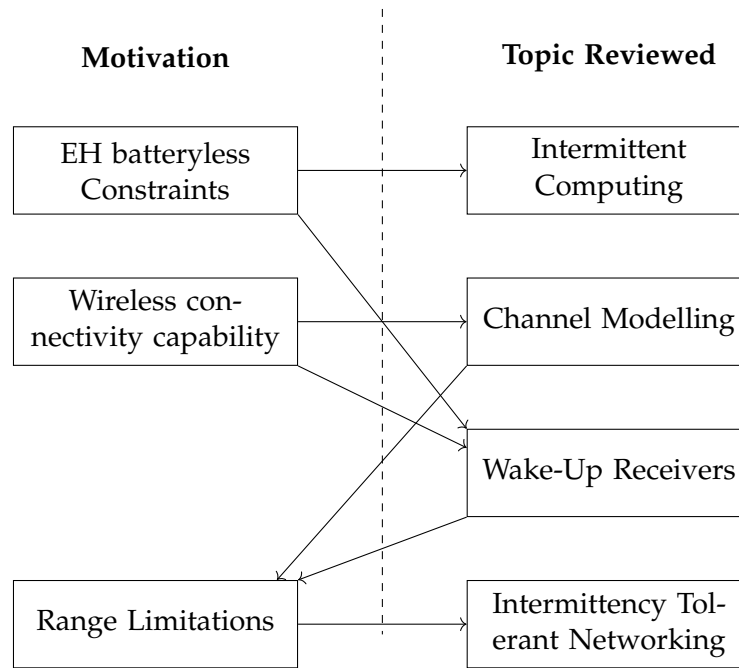 Motivation
Topic Reviewed
EH batteryless
Constraints
Intermittent
Computing
Wireless con-
nectivity capability
Channel Modelling
Wake-Up Receivers
Range Limitations
Intermittency Tol-
erant Networking